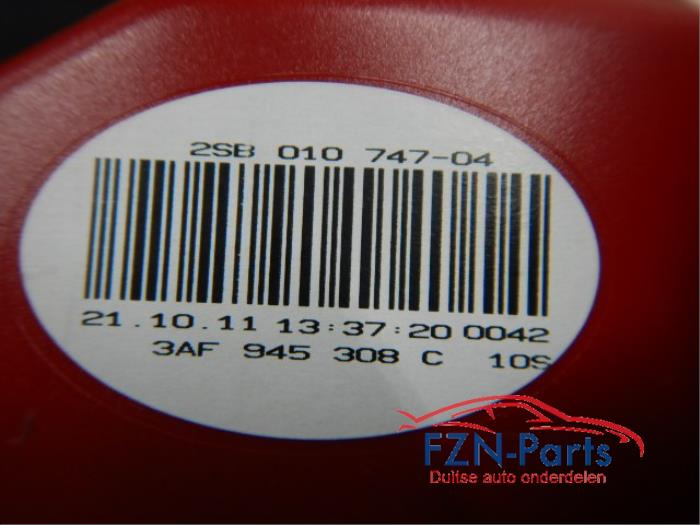 2SB 010 747-04
21.10.11 13:37:20 0042
3AF 945 308 C 10S
FZN-Parts
Duitse auto onderdelen